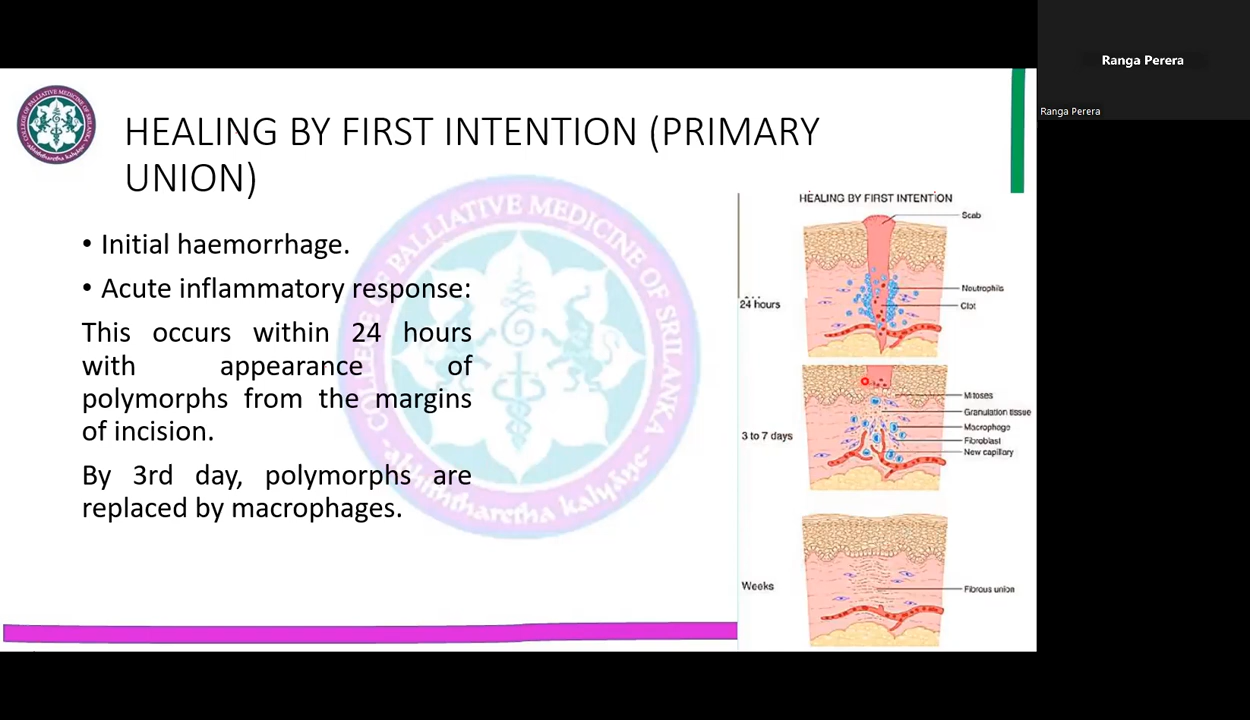 HEALING BY FIRST INTENTION (PRIMARY
UNION)
• Initial haemorrhage.
• Acute inflammatory response:
This occurs within 24 hours
with appearance of
polymorphs from the margins
of incision.
By 3rd day, polymorphs are
replaced by macrophages.
HEALING BY FIRST INTENTION
Scab
Neutrophils
24 hours
Clot
Mitoses
Granulation tissue
Macrophage
3 to 7 days
Fibroblast
New capillary
Weeks
Fibrous union
COLLEGE OF PALLIATIVE MEDICINE OF SRILANKA
Ranga Perera
Ranga Perera